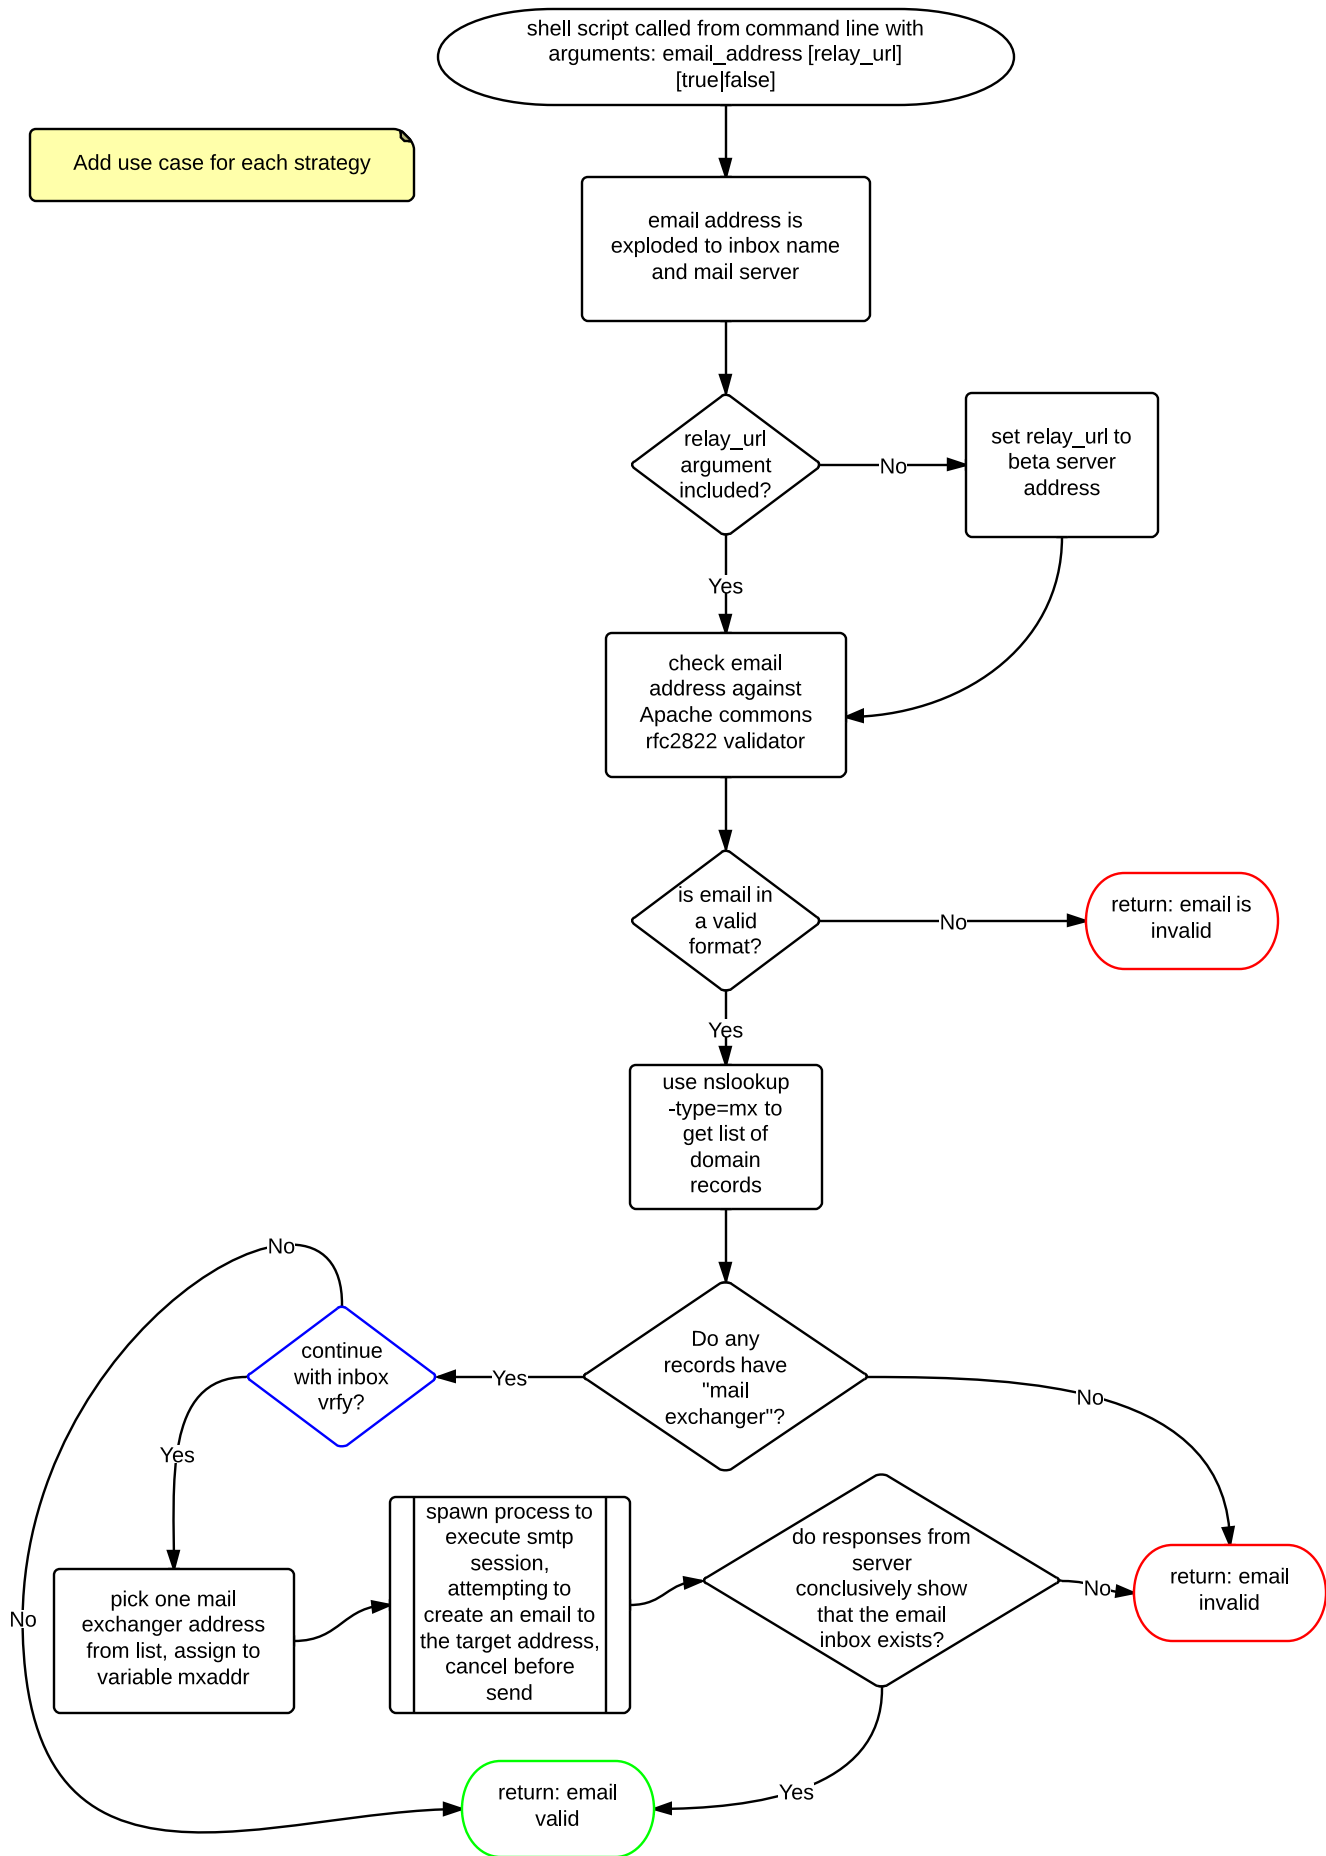 shell script called from command line with
arguments: email_address [relay_url]
[true|false]
Add use case for each strategy
email address is
exploded to inbox name
and mail server
relay_url
argument
included?
No
set relay_url to
beta server
address
Yes
check email
address against
Apache commons
rfc2822 validator
is email in
a valid
format?
No
return: email is
invalid
Yes
use nslookup
-type=mx to
get list of
domain
records
Do any
records have
"mail
exchanger"?
No
Yes
continue
with inbox
vrfy?
No
No
Yes
pick one mail
exchanger address
from list, assign to
variable mxaddr
spawn process to
execute smtp
session,
attempting to
create an email to
the target address,
cancel before
send
do responses from
server
conclusively show
that the email
inbox exists?
No
return: email
invalid
Yes
return: email
valid